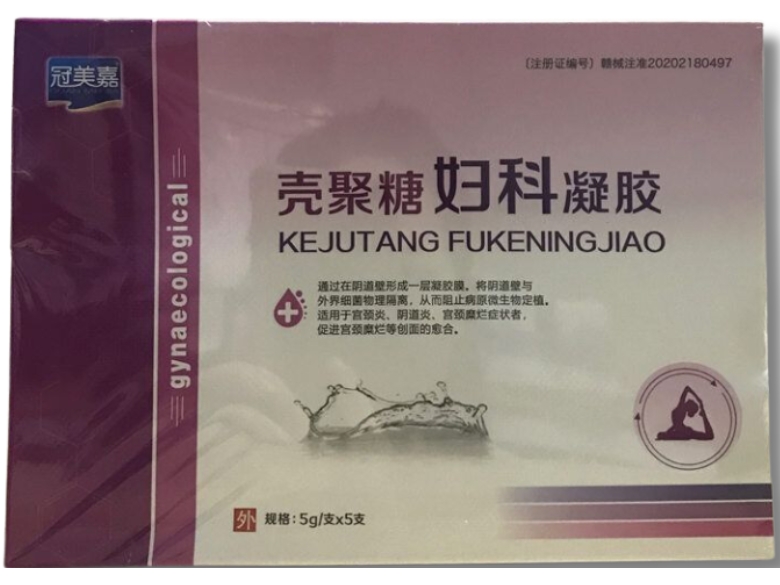 冠美嘉
(注册证编号) 赣械注准20202180497
gynaecological
壳聚糖妇科凝胶
KEJUTANG FUKENINGJIAO
通过在阴道壁形成一层凝胶膜。将阴道壁与
外界细菌物理隔离，从而阻止病原微生物定植。
适用于宫颈炎、阴道炎、宫颈糜烂症状者，
促进宫颈糜烂等创面的愈合。
外 规格：5g/支x5支